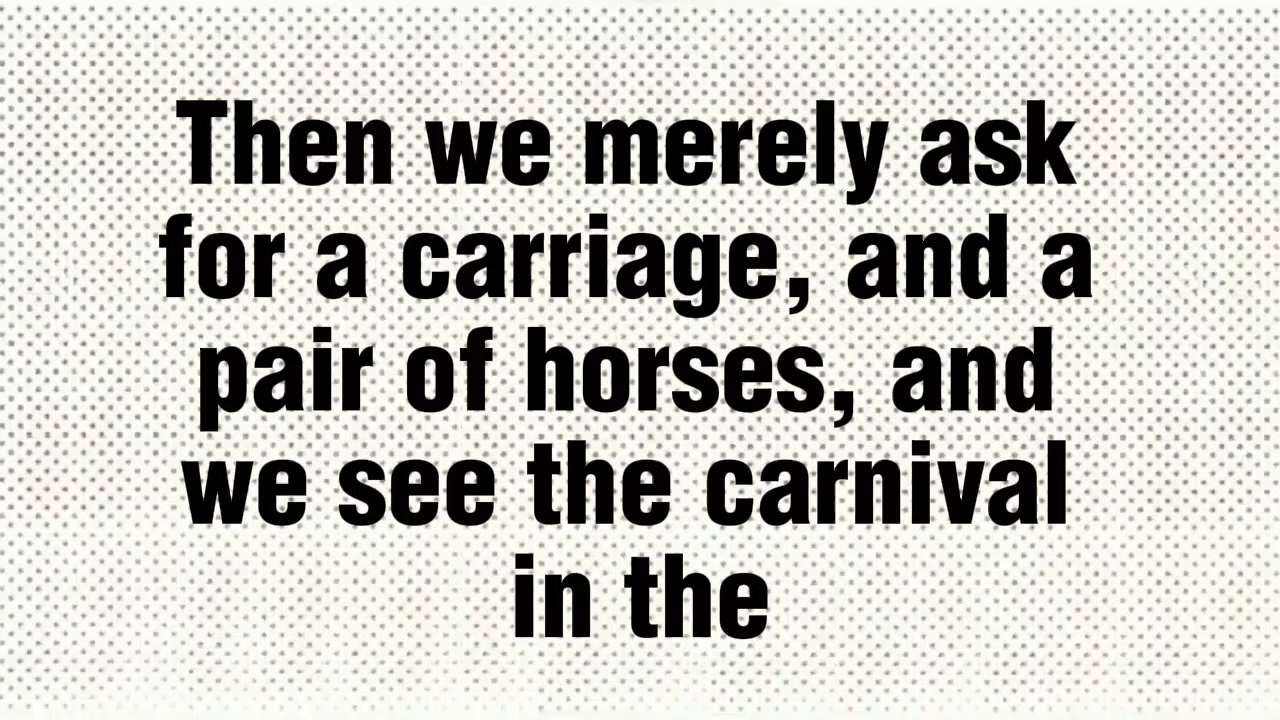 Then we merely ask
for a carriage, and a
pair of horses, and
we see the carnival
in the